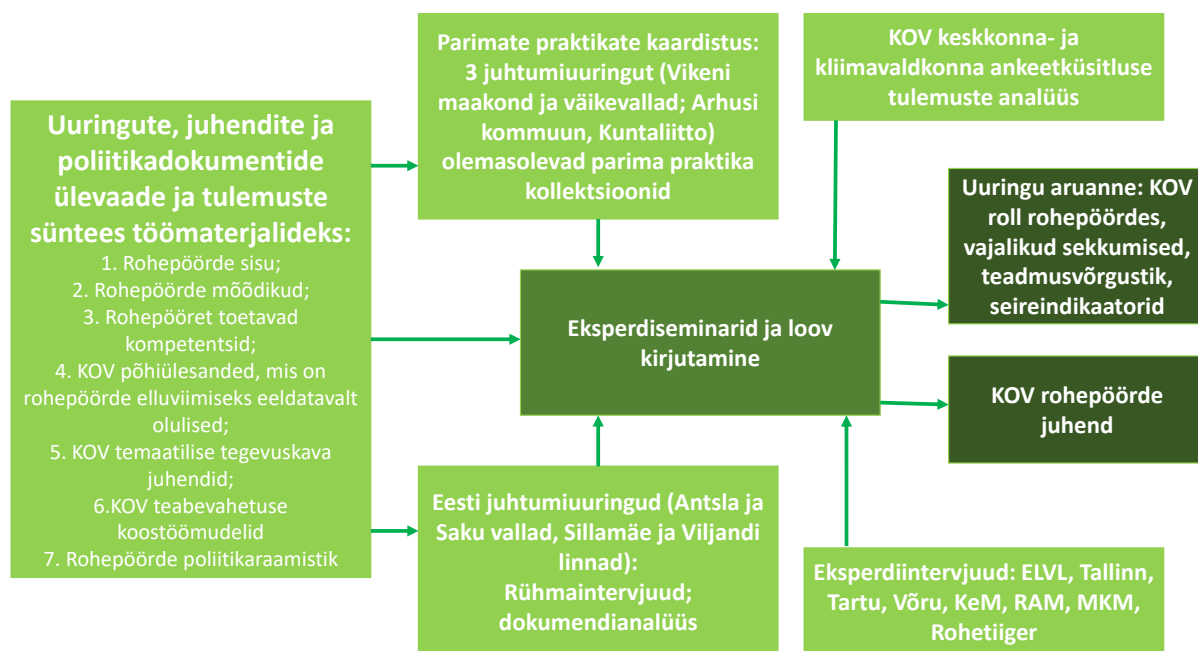 Uuringute, juhendite ja
poliitikadokumentide
ülevaade ja tulemuste
süntees töömaterjalideks:
1. Rohepöörde sisu;
2. Rohepöörde mõõdikud;
3. Rohepööret toetavad
kompetentsid;
4. KOV põhiülesanded, mis on
rohepöörde elluviimiseks eeldatavalt
olulised;
5. KOV temaatilise tegevuskava
juhendid;
6.KOV teabevahetuse
koostöömudelid
7. Rohepöörde poliitikaraamistik
Parimate praktikate kaardistus:
3 juhtumiuuringut (Vikeni
maakond ja väikevallad; Arhusi
kommuun, Kuntaliitto)
olemasolevad parima praktika
kollektsioonid
KOV keskkonna- ja
kliimavaldkonna ankeetküsitluse
tulemuste analüüs
Eksperdiseminarid ja loov
kirjutamine
Uuringu aruanne: KOV
roll rohepöördes,
vajalikud sekkumised,
teadmusvõrgustik,
seireindikaatorid
KOV rohepöörde
juhend
Eesti juhtumiuuringud (Antsla ja
Saku vallad, Sillamäe ja Viljandi
linnad):
Rühmaintervjuud;
dokumendianalüüs
Eksperdiintervjuud: ELVL, Tallinn,
Tartu, Võru, KeM, RAM, MKM,
Rohetiiger